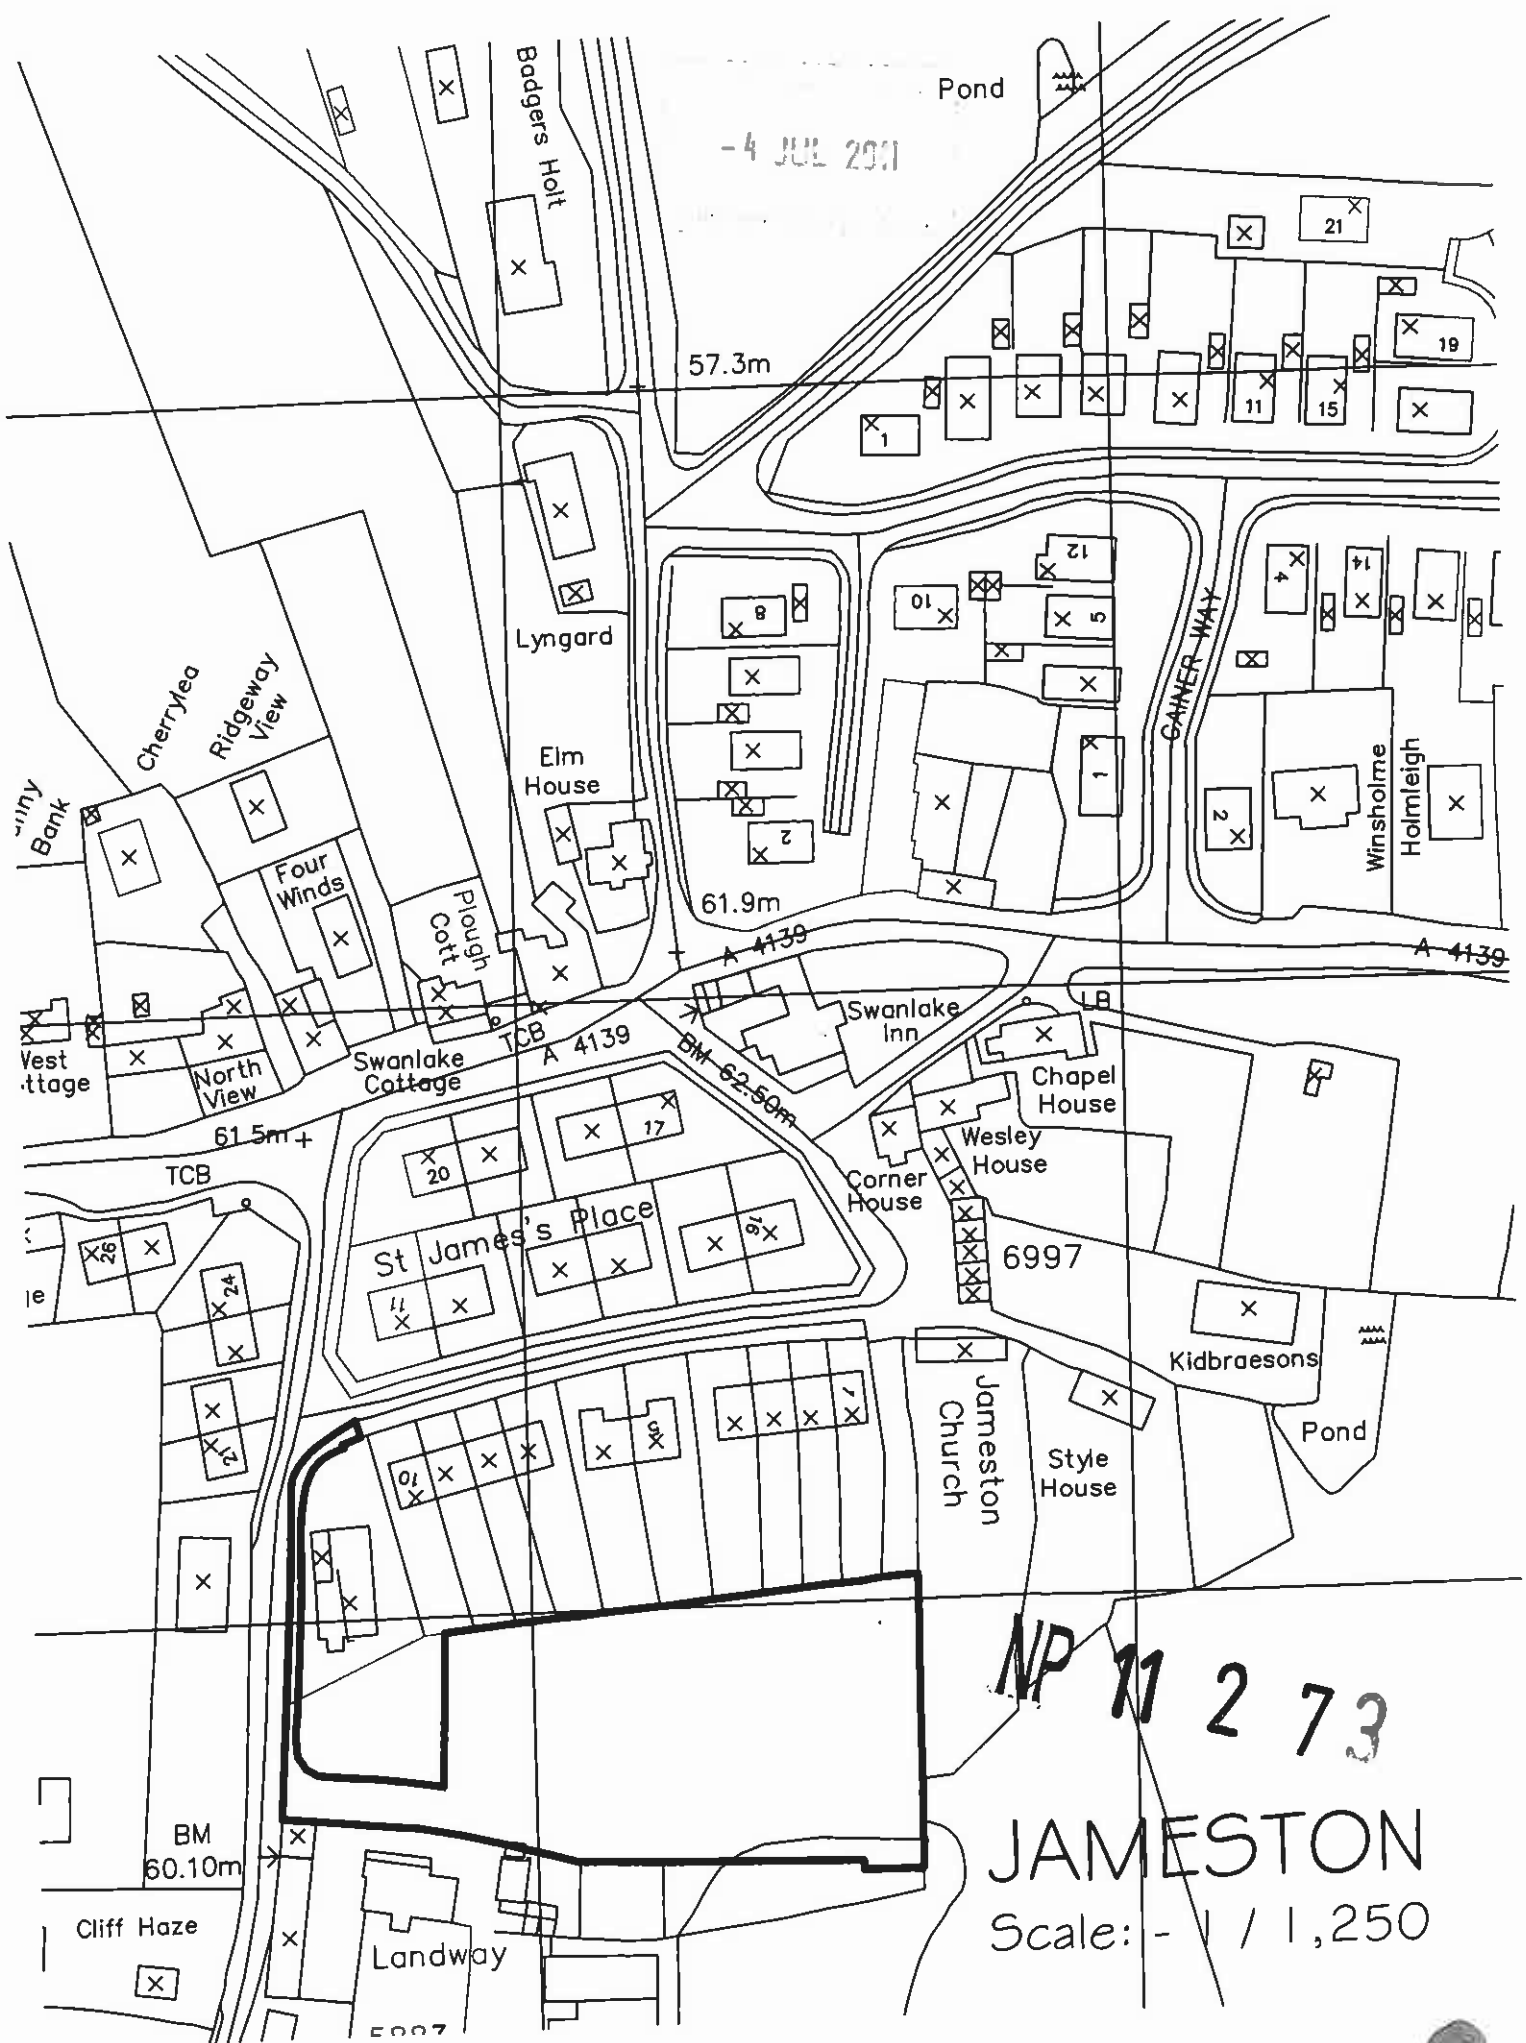 Badgers Holt
Pond
-4 JUL 2011
21
57.3m
19
1
11
15
12
4
14
8
10
5
Lyngard
GAINER WAY
Cherrylea
Ridgeway
View
Elm
House
1
2
Winsholme
Holmleigh
Bank
2
Four
Winds
Plough
Cott
61.9m
A 4139
A 4139
Swanlake
Inn
LB
TCB
A 4139
BM 62.50m
North
View
Swanlake
Cottage
Chapel
House
61.5m
17
Wesley
House
TCB
20
Corner
House
St James's Place
16
6997
26
24
11
Kidbraesons
Jameston
Church
Pond
21
10
5
1
Style
House
NP 11 2 73
BM
60.10m
JAMESTON
Scale: - 1 / 1,250
Cliff Haze
Landway